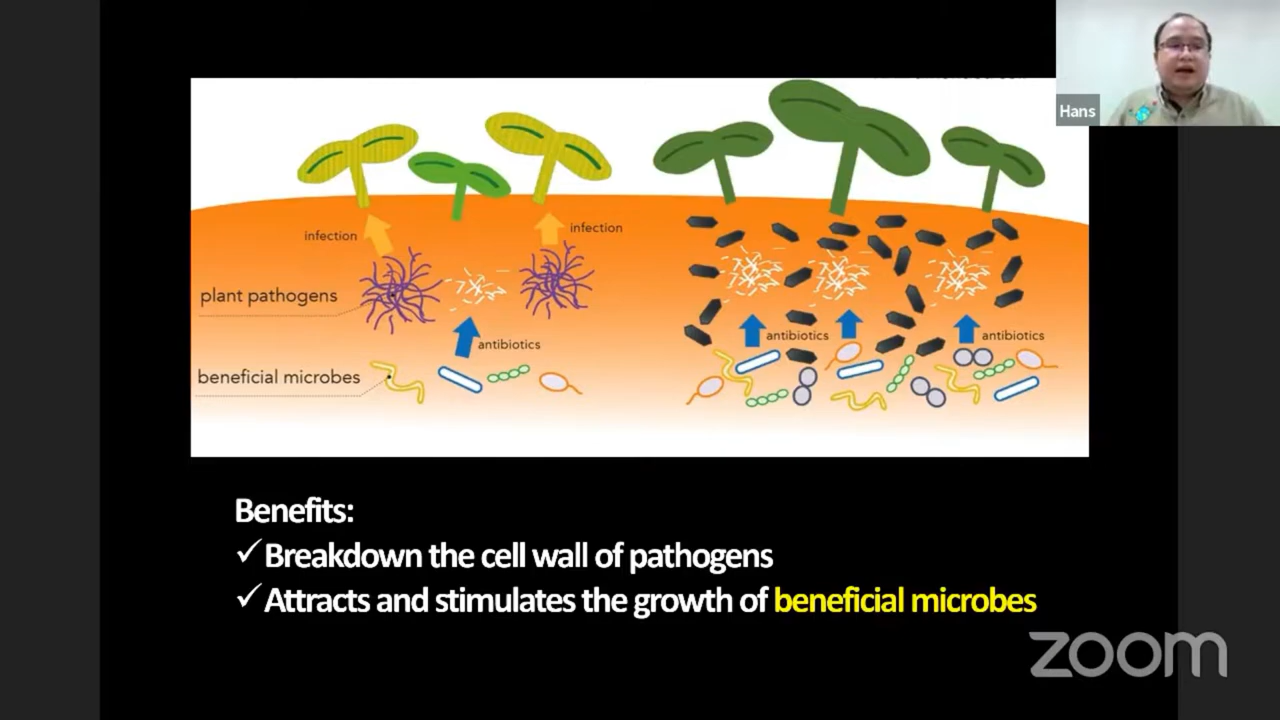 Hans
infection
infection
plant pathogens
antibiotics
antibiotics
antibiotics
beneficial microbes
Benefits:
✓Breakdown the cell wall of pathogens
✓Attracts and stimulates the growth of beneficial microbes
zoom